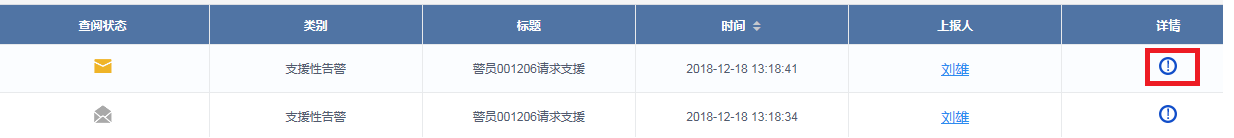 查阅状态 类别 标题 时间 上报人 详情
支援性告警 警员001206请求支援 2018-12-18 13:18:41 刘雄
支援性告警 警员001206请求支援 2018-12-18 13:18:34 刘雄